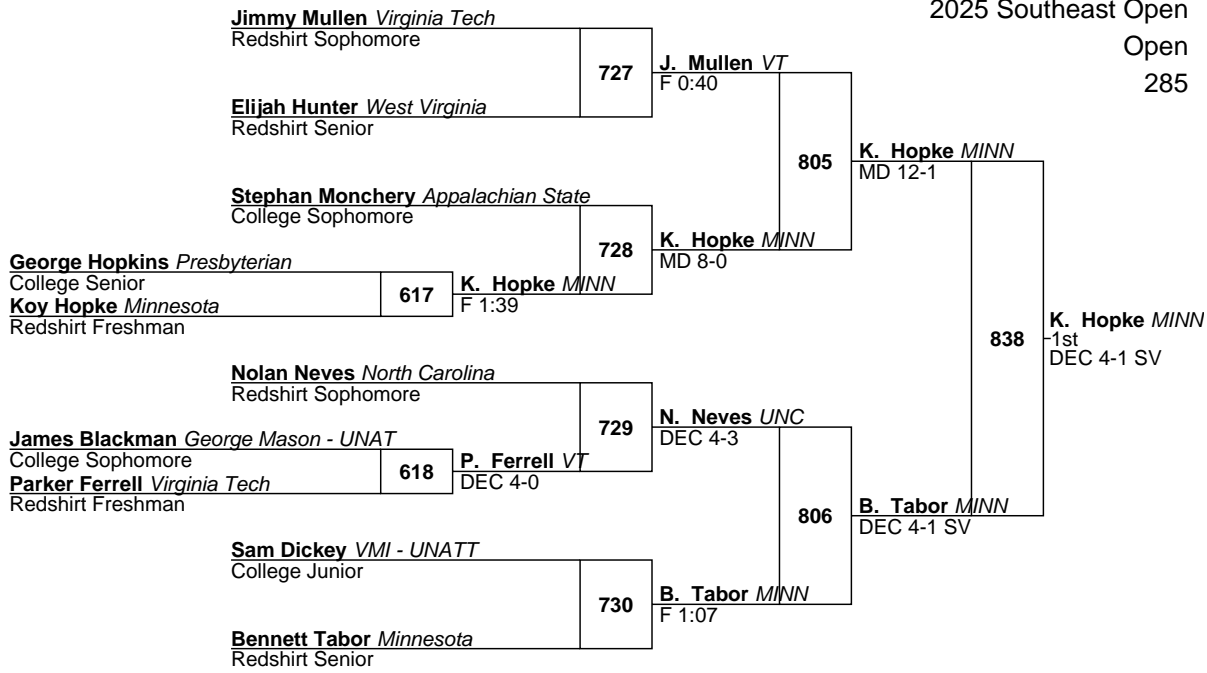 2025 Southeast Open
Open
285
Jimmy Mullen Virginia Tech
Redshirt Sophomore
727
J. Mullen VT
F 0:40
Elijah Hunter West Virginia
Redshirt Senior
805
K. Hopke MINN
MD 12-1
Stephan Monchery Appalachian State
College Sophomore
728
K. Hopke MINN
MD 8-0
George Hopkins Presbyterian
College Senior
617
K. Hopke MINN
F 1:39
Koy Hopke Minnesota
Redshirt Freshman
838
K. Hopke MINN
1st
DEC 4-1 SV
Nolan Neves North Carolina
Redshirt Sophomore
729
N. Neves UNC
DEC 4-3
James Blackman George Mason - UNAT
College Sophomore
618
P. Ferrell VT
DEC 4-0
Parker Ferrell Virginia Tech
Redshirt Freshman
806
B. Tabor MINN
DEC 4-1 SV
Sam Dickey VMI - UNATT
College Junior
730
B. Tabor MINN
F 1:07
Bennett Tabor Minnesota
Redshirt Senior